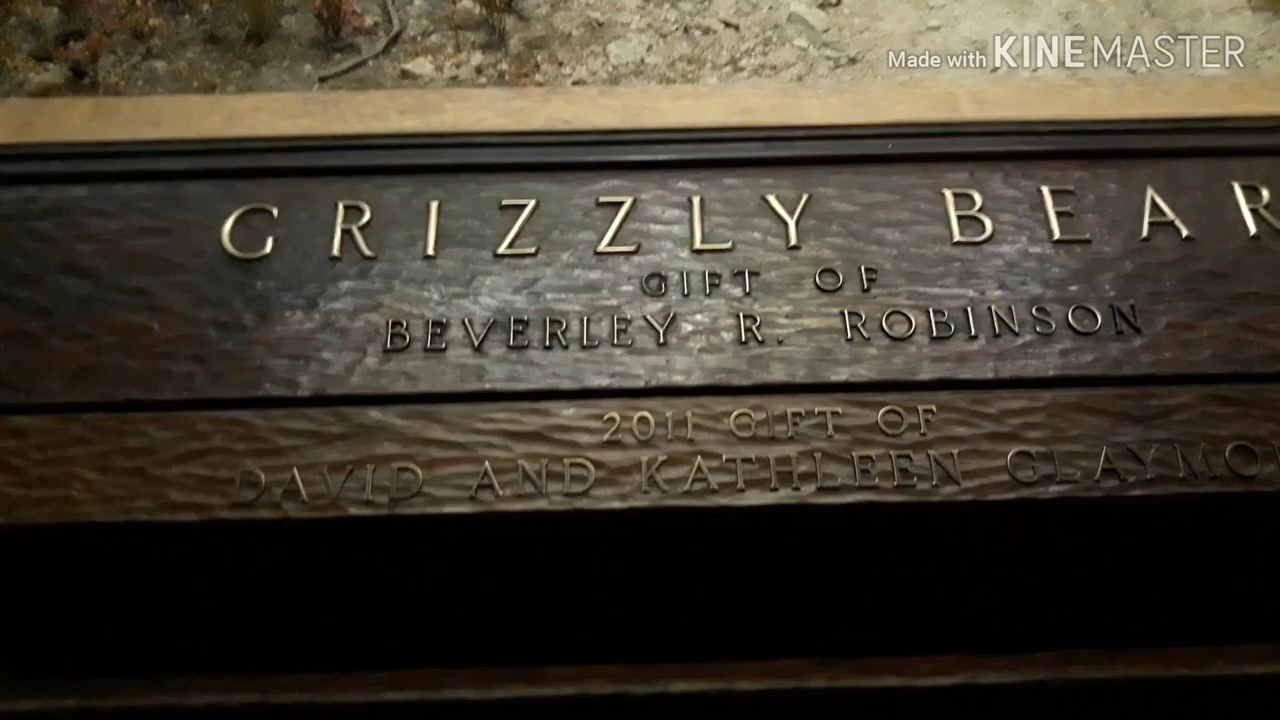 Made with KINEMASTER
GRIZZLY BEAR
GIFT OF
BEVERLEY R. ROBINSON
2011 GIFT OF
DAVID AND KATHLEEN